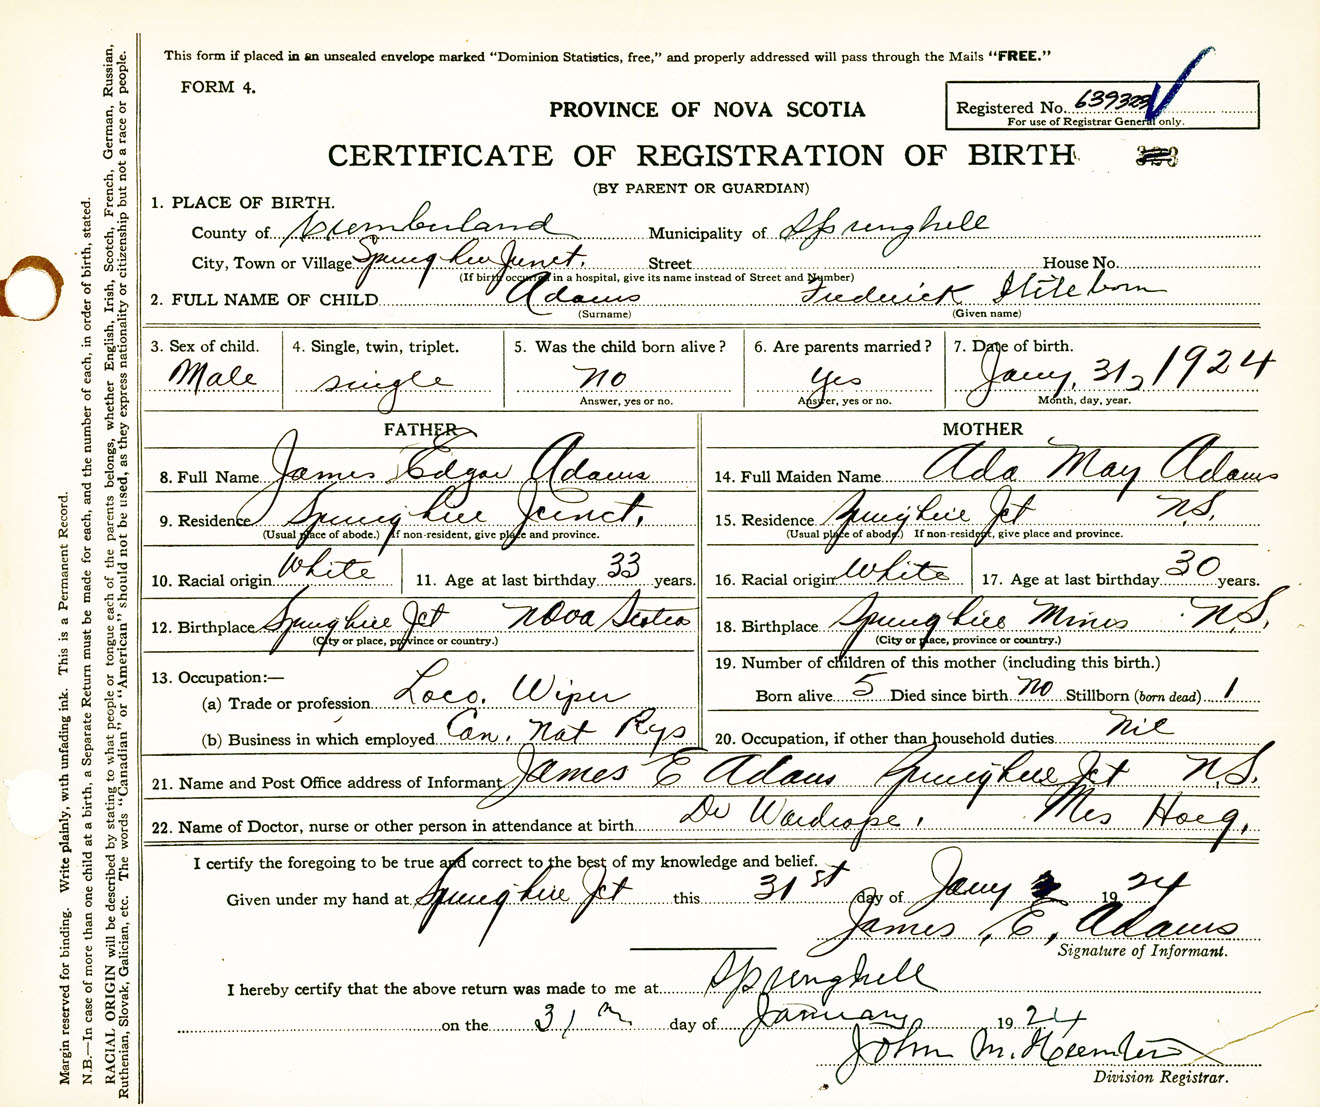 This form if placed in an unsealed envelope marked "Dominion Statistics, free," and properly addressed will pass through the Mails "FREE."
FORM 4.
Registered No. 639323
For use of Registrar General only.
PROVINCE OF NOVA SCOTIA
CERTIFICATE OF REGISTRATION OF BIRTH
(BY PARENT OR GUARDIAN)
1. PLACE OF BIRTH.
County of Cumberland Municipality of Springhill
City, Town or Village Springhill Junct. Street House No.
(If birth occurred in a hospital, give its name instead of Street and Number)
2. FULL NAME OF CHILD Adams Frederick Stileborn
(Surname) (Given name)
3. Sex of child. 4. Single, twin, triplet. 5. Was the child born alive? 6. Are parents married? 7. Date of birth.
Male single no yes Jany, 31, 1924
Answer, yes or no. Answer, yes or no. Month, day, year.
FATHER MOTHER
8. Full Name James Edgar Adams 14. Full Maiden Name Ada May Adams
9. Residence Springhill Junct. 15. Residence Springhill Jct N.S.
(Usual place of abode.) If non-resident, give place and province. (Usual place of abode.) If non-resident, give place and province.
10. Racial origin White 11. Age at last birthday 33 years. 16. Racial origin White 17. Age at last birthday 30 years.
12. Birthplace Springhill Jct Nova Scotia 18. Birthplace Springhill Mines N.S.
(City or place, province or country.) (City or place, province or country.)
13. Occupation:— 19. Number of children of this mother (including this birth.)
(a) Trade or profession Loco. Wiper Born alive 5 Died since birth no Stillborn (born dead) 1
(b) Business in which employed Can. Nat Rys 20. Occupation, if other than household duties nil
21. Name and Post Office address of Informant James E Adams Springhill Jct N.S.
22. Name of Doctor, nurse or other person in attendance at birth Dr Wardrope, Mrs Hoeg.
I certify the foregoing to be true and correct to the best of my knowledge and belief.
Given under my hand at Springhill Jct this 31st day of Jany 1924
James, E, Adams
Signature of Informant.
I hereby certify that the above return was made to me at Springhill
on the 31 day of January 1924
John M.
Division Registrar.
Margin reserved for binding. Write plainly, with unfading ink. This is a Permanent Record.
N.B.—In case of more than one child at a birth, a Separate Return must be made for each, and the number of each, in order of birth, stated.
RACIAL ORIGIN will be described by stating to what people or tongue each of the parents belongs, whether English, Irish, Scotch, French, German, Russian,
Ruthenian, Slovak, Galician, etc. The words "Canadian" or "American" should not be used, as they express nationality or citizenship but not a race or people.